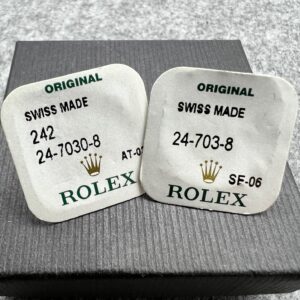 ORIGINAL
SWISS MADE
242
24-7030-8
ROLEX
ORIGINAL
SWISS MADE
24-703-8
SF-06
ROLEX